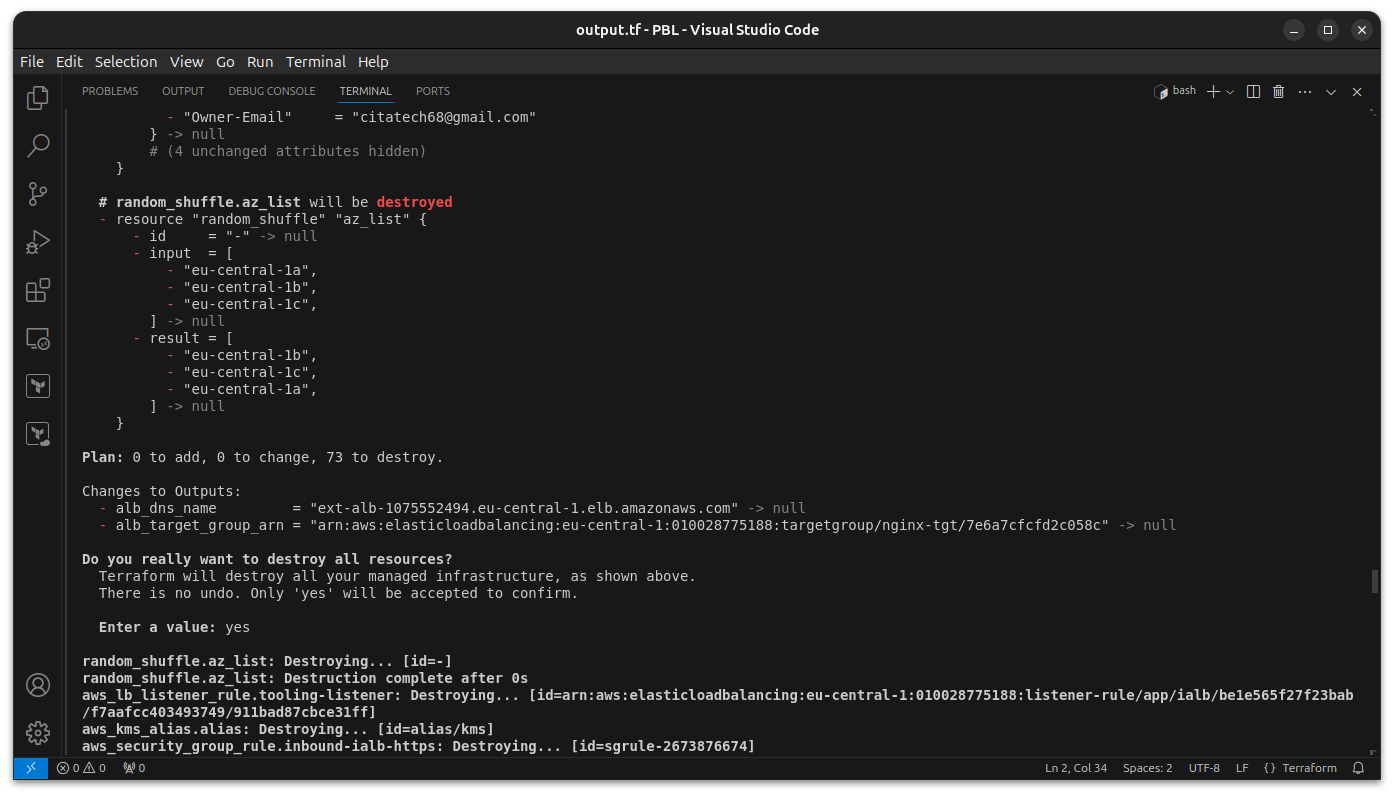 output.tf - PBL - Visual Studio Code
File Edit Selection View Go Run Terminal Help
PROBLEMS OUTPUT DEBUG CONSOLE TERMINAL PORTS bash
          - "Owner-Email"     = "citatech68@gmail.com"
        } -> null
        # (4 unchanged attributes hidden)
    }
  # random_shuffle.az_list will be destroyed
  - resource "random_shuffle" "az_list" {
      - id     = "-" -> null
      - input  = [
          - "eu-central-1a",
          - "eu-central-1b",
          - "eu-central-1c",
        ] -> null
      - result = [
          - "eu-central-1b",
          - "eu-central-1c",
          - "eu-central-1a",
        ] -> null
    }
Plan: 0 to add, 0 to change, 73 to destroy.
Changes to Outputs:
  - alb_dns_name         = "ext-alb-1075552494.eu-central-1.elb.amazonaws.com" -> null
  - alb_target_group_arn = "arn:aws:elasticloadbalancing:eu-central-1:010028775188:targetgroup/nginx-tgt/7e6a7cfcfd2c058c" -> null
Do you really want to destroy all resources?
  Terraform will destroy all your managed infrastructure, as shown above.
  There is no undo. Only 'yes' will be accepted to confirm.
  Enter a value: yes
random_shuffle.az_list: Destroying... [id=-]
random_shuffle.az_list: Destruction complete after 0s
aws_lb_listener_rule.tooling-listener: Destroying... [id=arn:aws:elasticloadbalancing:eu-central-1:010028775188:listener-rule/app/ialb/be1e565f27f23bab
/f7aafcc403493749/911bad87cbce31ff]
aws_kms_alias.alias: Destroying... [id=alias/kms]
aws_security_group_rule.inbound-ialb-https: Destroying... [id=sgrule-2673876674]
0 0 0 Ln 2, Col 34 Spaces: 2 UTF-8 LF {} Terraform